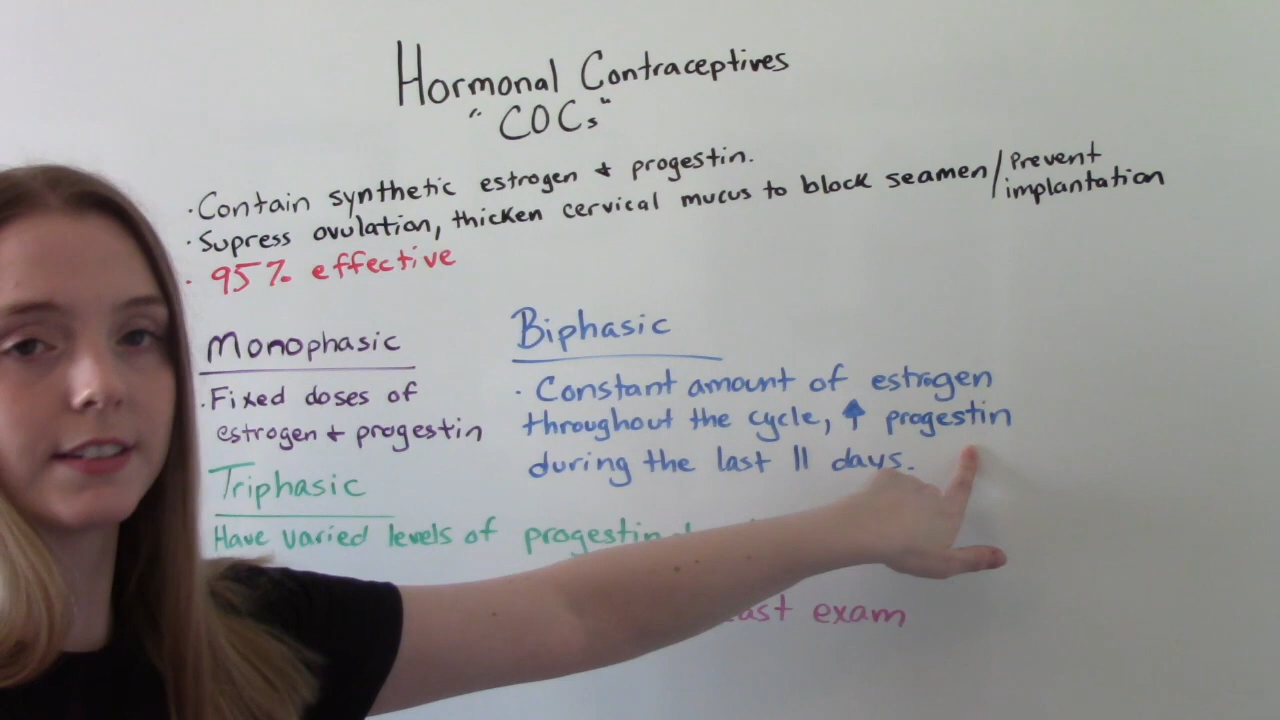 Hormonal Contraceptives
"COCs"
· Contain synthetic estrogen + progestin.
· Supress ovulation, thicken cervical mucus to block seamen/Prevent implantation
· 95% effective
Monophasic
· Fixed doses of
estrogen + progestin
Biphasic
· Constant amount of estrogen
throughout the cycle, ↑ progestin
during the last 11 days.
Triphasic
Have varied levels of progestin
exam